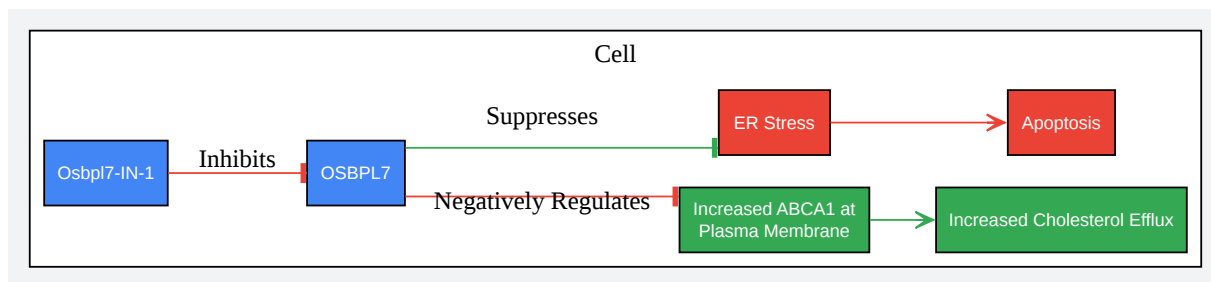 Cell
Osbpl7-IN-1
Inhibits
OSBPL7
Suppresses
ER Stress
Apoptosis
Negatively Regulates
Increased ABCA1 at
Plasma Membrane
Increased Cholesterol Efflux